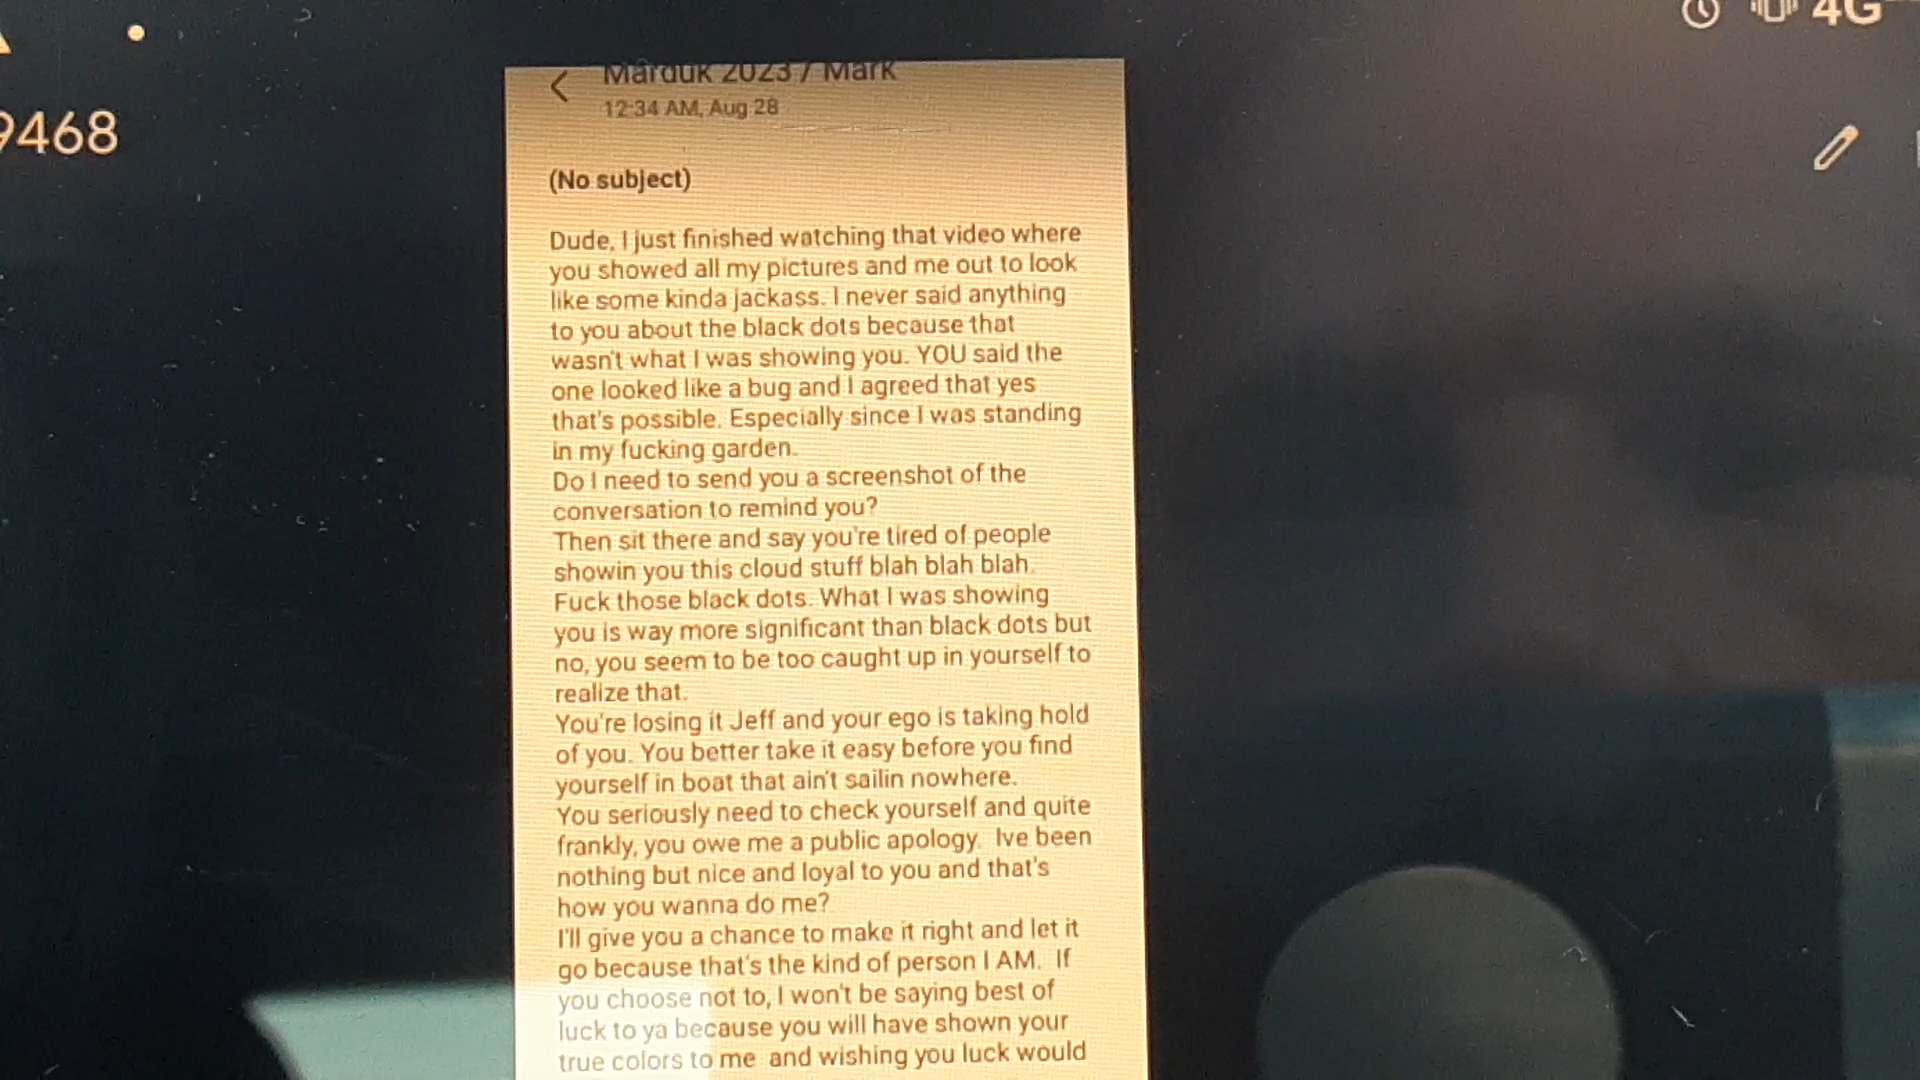 4G
9468
Marduk 2023 / Mark
12:34 AM, Aug 28
(No subject)
Dude, I just finished watching that video where
you showed all my pictures and me out to look
like some kinda jackass. I never said anything
to you about the black dots because that
wasn't what I was showing you. YOU said the
one looked like a bug and I agreed that yes
that's possible. Especially since I was standing
in my fucking garden.
Do I need to send you a screenshot of the
conversation to remind you?
Then sit there and say you're tired of people
showin you this cloud stuff blah blah blah.
Fuck those black dots. What I was showing
you is way more significant than black dots but
no, you seem to be too caught up in yourself to
realize that.
You're losing it Jeff and your ego is taking hold
of you. You better take it easy before you find
yourself in boat that ain't sailin nowhere.
You seriously need to check yourself and quite
frankly, you owe me a public apology. Ive been
nothing but nice and loyal to you and that's
how you wanna do me?
I'll give you a chance to make it right and let it
go because that's the kind of person I AM. If
you choose not to, I won't be saying best of
luck to ya because you will have shown your
true colors to me and wishing you luck would